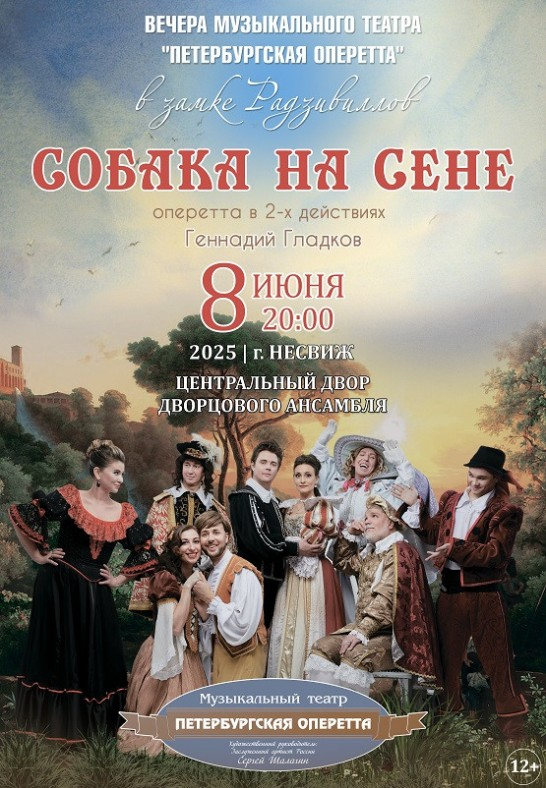 ВЕЧЕРА МУЗЫКАЛЬНОГО ТЕАТРА
"ПЕТЕРБУРГСКАЯ ОПЕРЕТТА"
в замке Радзивиллов
СОБАКА НА СЕНЕ
оперетта в 2-х действиях
Геннадий Гладков
8 ИЮНЯ
20:00
2025 | г. НЕСВИЖ
ЦЕНТРАЛЬНЫЙ ДВОР
ДВОРЦОВОГО АНСАМБЛЯ
Музыкальный театр
ПЕТЕРБУРГСКАЯ ОПЕРЕТТА
Художественный руководитель:
Заслуженный артист России
Сергей Шалагин
12+